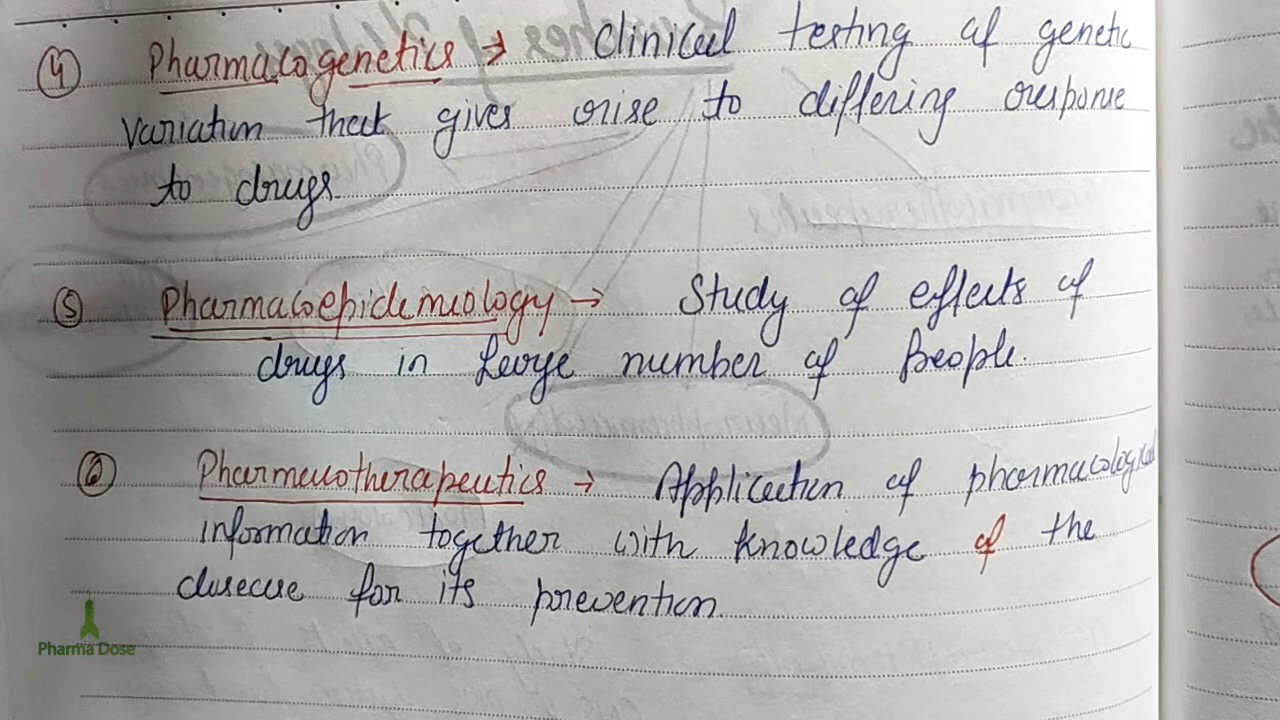 ④ Pharmacogenetics → Clinical testing of genetic
variation that gives rise to differing response
to drugs.
⑤ Pharmacoepidemiology → Study of effects of
drugs in Large number of People.
⑥ Pharmacotherapeutics → Application of pharmacological
information together with knowledge of the
disease for its prevention.
Pharma Dose